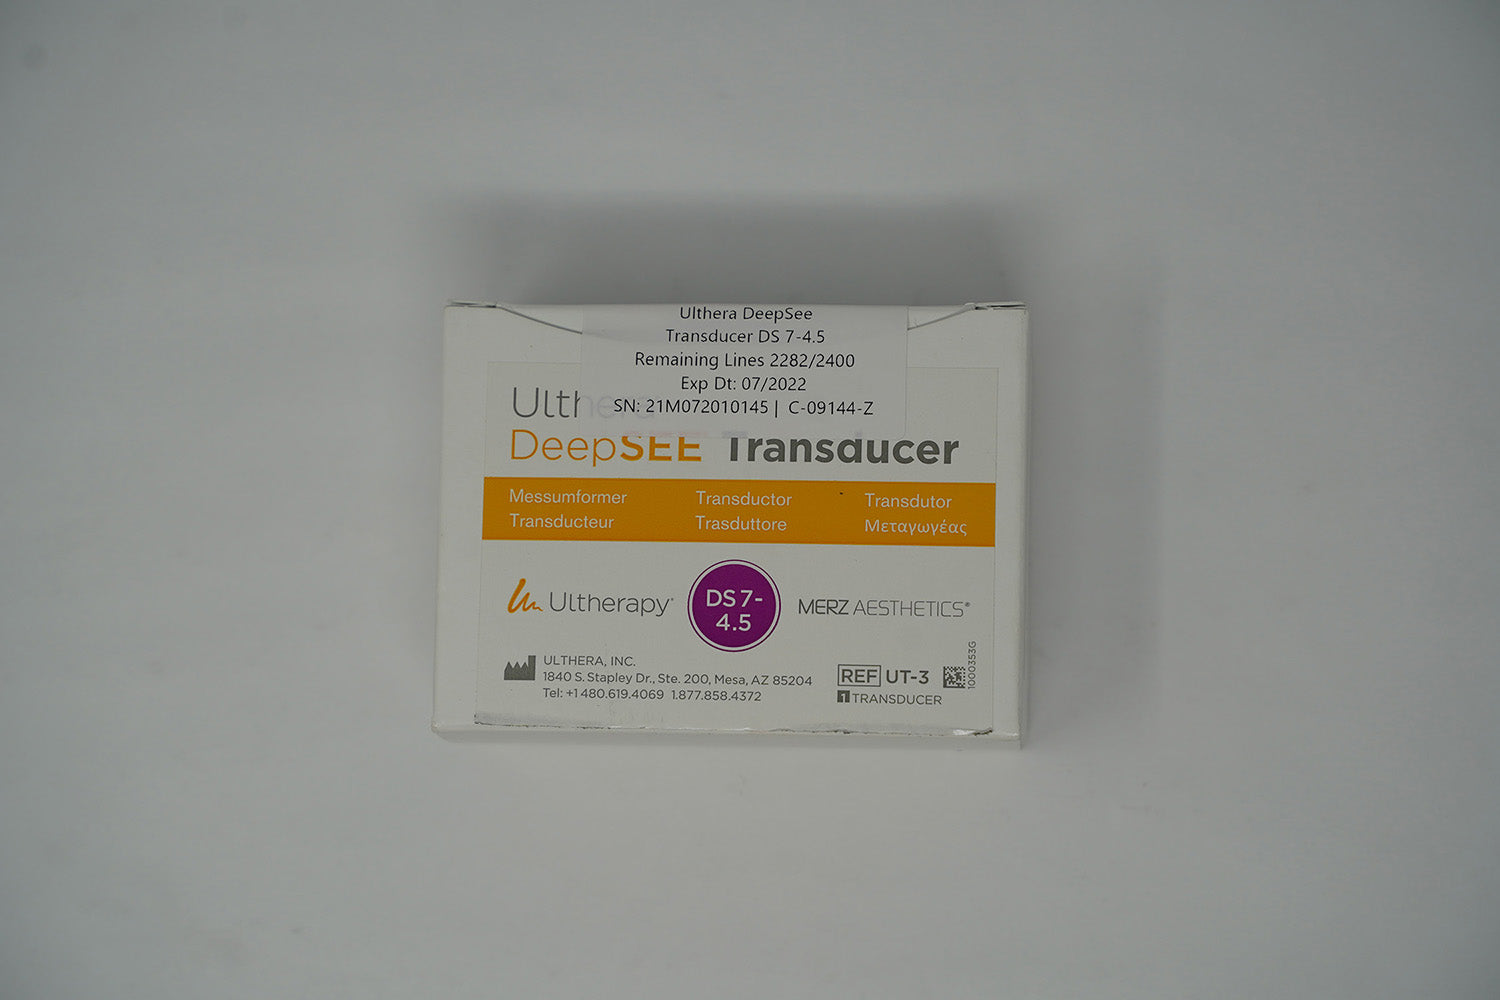 Ulthera DeepSee
Transducer DS 7-4.5
Remaining Lines 2282/2400
Exp Dt: 07/2022
SN: 21M072010145 | C-09144-Z
Ulthera
DeepSEE Transducer
Messumformer Transductor Transdutor
Transducteur Trasduttore Μεταγωγέας
Ultherapy®
DS 7-
4.5
MERZ AESTHETICS®
ULTHERA, INC.
1840 S. Stapley Dr., Ste. 200, Mesa, AZ 85204
Tel: +1 480.619.4069 1.877.858.4372
REF UT-3
1 TRANSDUCER
1000353G